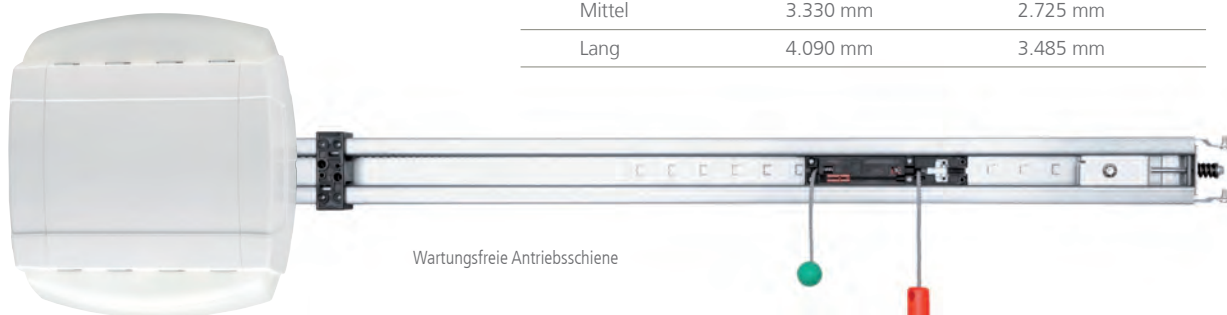 Mittel 3.330 mm 2.725 mm
Lang 4.090 mm 3.485 mm
Wartungsfreie Antriebsschiene